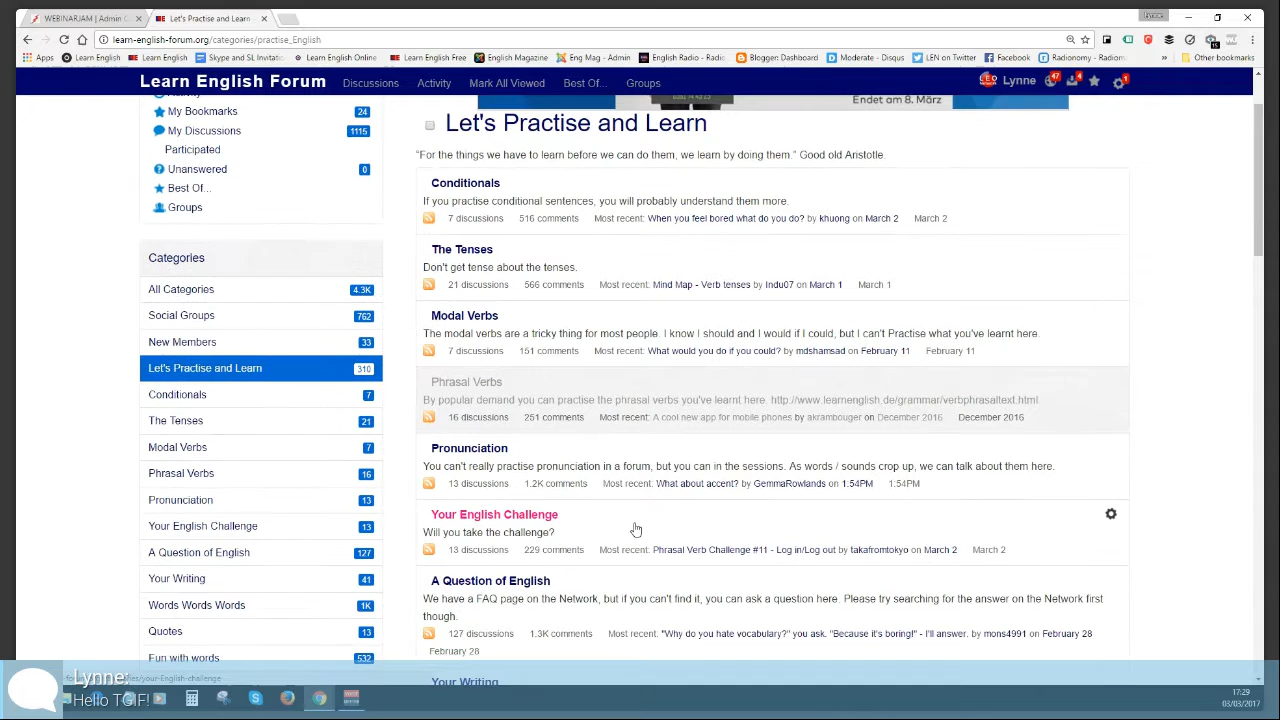 WEBINARJAM | Admin
Let's Practise and Learn
Lynne
learn-english-forum.org/categories/practise_English
Apps
Learn English
Skype and SL Invitatio
Learn English Online
Learn English Free
English Magazine
Eng Mag - Admin
English Radio - Radio
Blogger: Dashboard
Moderate - Disqus
LEN on Twitter
Facebook
Radionomy - Radiono
»
Other bookmarks
Learn English Forum
Discussions
Activity
Mark All Viewed
Best Of...
Groups
LEO
Lynne
47
4
1
Endet am 8. März
Activity
My Bookmarks 24
My Discussions 1115
Participated
Unanswered 0
Best Of...
Groups
Categories
All Categories 4.3K
Social Groups 762
New Members 33
Let's Practise and Learn 310
Conditionals 7
The Tenses 21
Modal Verbs 7
Phrasal Verbs 16
Pronunciation 13
Your English Challenge 13
A Question of English 127
Your Writing 41
Words Words Words 1K
Quotes 13
Fun with words 532
Let's Practise and Learn
"For the things we have to learn before we can do them, we learn by doing them." Good old Aristotle.
Conditionals
If you practise conditional sentences, you will probably understand them more.
7 discussions 516 comments Most recent: When you feel bored what do you do? by khuong on March 2 March 2
The Tenses
Don't get tense about the tenses.
21 discussions 566 comments Most recent: Mind Map - Verb tenses by Indu07 on March 1 March 1
Modal Verbs
The modal verbs are a tricky thing for most people. I know I should and I would if I could, but I can't Practise what you've learnt here.
7 discussions 151 comments Most recent: What would you do if you could? by mdshamsad on February 11 February 11
Phrasal Verbs
By popular demand you can practise the phrasal verbs you've learnt here. http://www.learnenglish.de/grammar/verbphrasaltext.html
16 discussions 251 comments Most recent: A cool new app for mobile phones by akrambouger on December 2016 December 2016
Pronunciation
You can't really practise pronunciation in a forum, but you can in the sessions. As words / sounds crop up, we can talk about them here.
13 discussions 1.2K comments Most recent: What about accent? by GemmaRowlands on 1:54PM 1:54PM
Your English Challenge
Will you take the challenge?
13 discussions 229 comments Most recent: Phrasal Verb Challenge #11 - Log in/Log out by takafromtokyo on March 2 March 2
A Question of English
We have a FAQ page on the Network, but if you can't find it, you can ask a question here. Please try searching for the answer on the Network first
though.
127 discussions 1.3K comments Most recent: "Why do you hate vocabulary?" you ask. "Because it's boring!" - I'll answer. by mons4991 on February 28
February 28
Your Writing
Lynne:
Hello TGIF!
17:29
03/03/2017